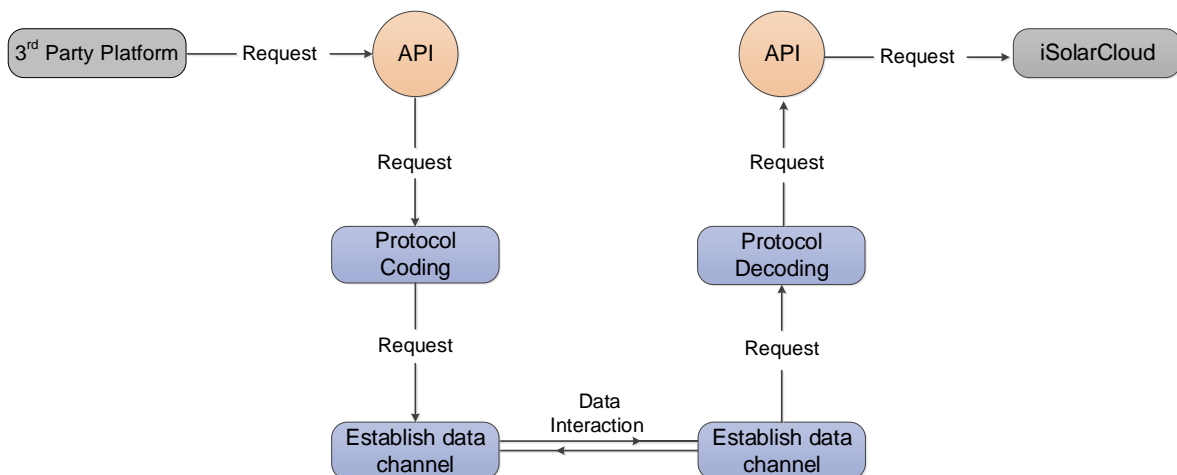 3rd Party Platform
Request
API
API
Request
iSolarCloud
Request
Request
Protocol
Coding
Protocol
Decoding
Request
Request
Data
Interaction
Establish data
channel
Establish data
channel